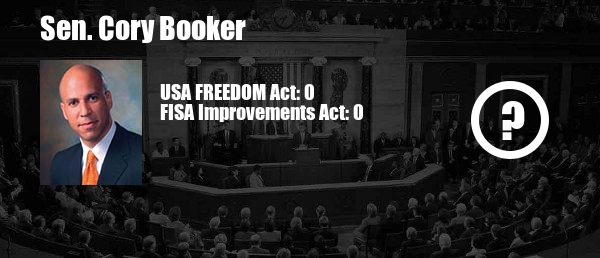 Sen. Cory Booker
USA FREEDOM Act: 0
FISA Improvements Act: 0
?